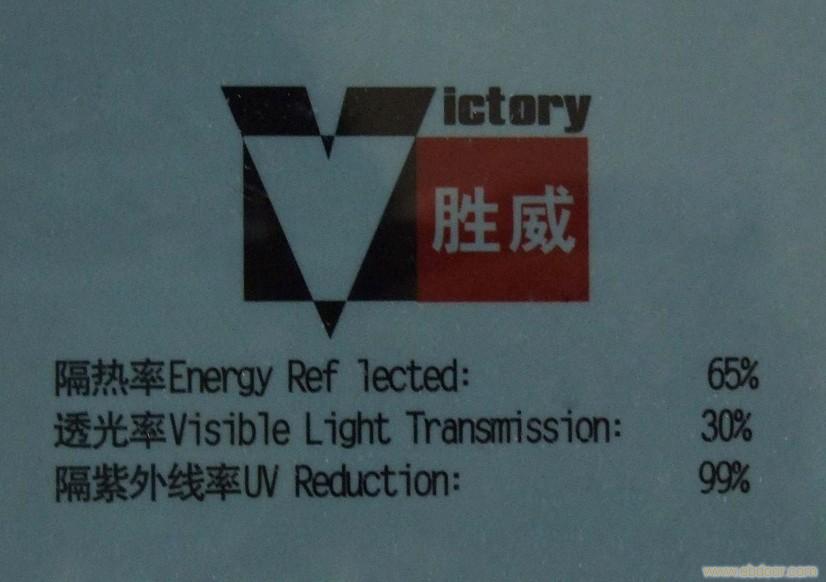 Victory
胜威
隔热率Energy Ref lected: 65%
透光率Visible Light Transmission: 30%
隔紫外线率UV Reduction: 99%